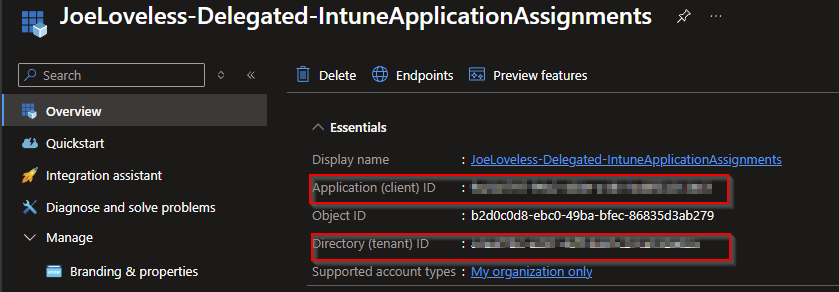 JoeLoveless-Delegated-IntuneApplicationAssignments
Search
Delete Endpoints Preview features
Overview
Quickstart
Integration assistant
Diagnose and solve problems
Manage
Branding & properties
Essentials
Display name : JoeLoveless-Delegated-IntuneApplicationAssignments
Application (client) ID :
Object ID : b2d0c0d8-ebc0-49ba-bfec-86835d3ab279
Directory (tenant) ID :
Supported account types : My organization only